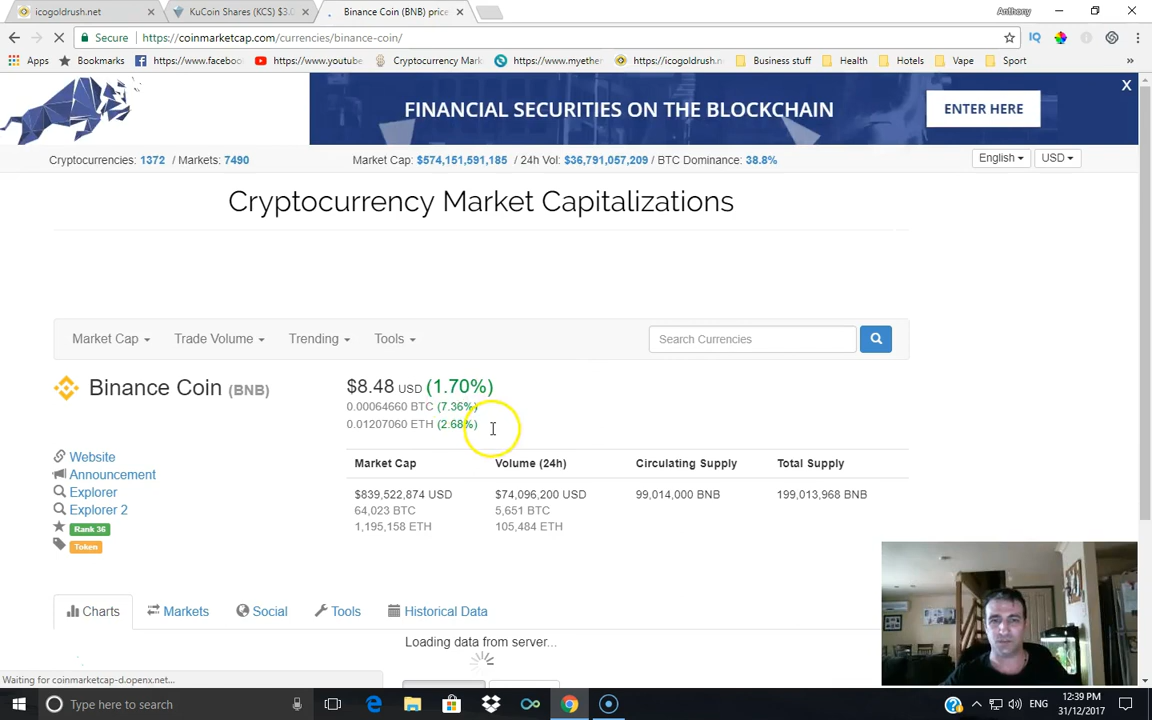 icogoldrush.net
KuCoin Shares (KCS) $3.
Binance Coin (BNB) price
Anthony
Secure
https://coinmarketcap.com/currencies/binance-coin/
Apps
Bookmarks
https://www.faceboo
https://www.youtube
Cryptocurrency Mark
https://www.myether
https://icogoldrush.n
Business stuff
Health
Hotels
Vape
Sport
FINANCIAL SECURITIES ON THE BLOCKCHAIN
ENTER HERE
X
Cryptocurrencies: 1372 / Markets: 7490
Market Cap: $574,151,591,185 / 24h Vol: $36,791,057,209 / BTC Dominance: 38.8%
English
USD
Cryptocurrency Market Capitalizations
Market Cap
Trade Volume
Trending
Tools
Search Currencies
Binance Coin (BNB)
$8.48 USD (1.70%)
0.00064660 BTC (7.36%)
0.01207060 ETH (2.68%)
Website
Announcement
Explorer
Explorer 2
Rank 36
Token
Market Cap
Volume (24h)
Circulating Supply
Total Supply
$839,522,874 USD
$74,096,200 USD
99,014,000 BNB
199,013,968 BNB
64,023 BTC
5,651 BTC
1,195,158 ETH
105,484 ETH
Charts
Markets
Social
Tools
Historical Data
Loading data from server...
Waiting for coinmarketcap-d.openx.net...
Type here to search
ENG
12:39 PM
31/12/2017